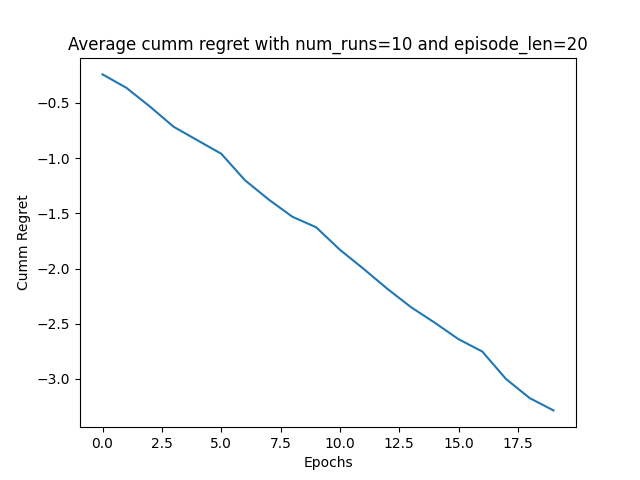 Average cumm regret with num_runs=10 and episode_len=20
−0.5
−1.0
−1.5
−2.0
−2.5
−3.0
Cumm Regret
0.0 2.5 5.0 7.5 10.0 12.5 15.0 17.5
Epochs